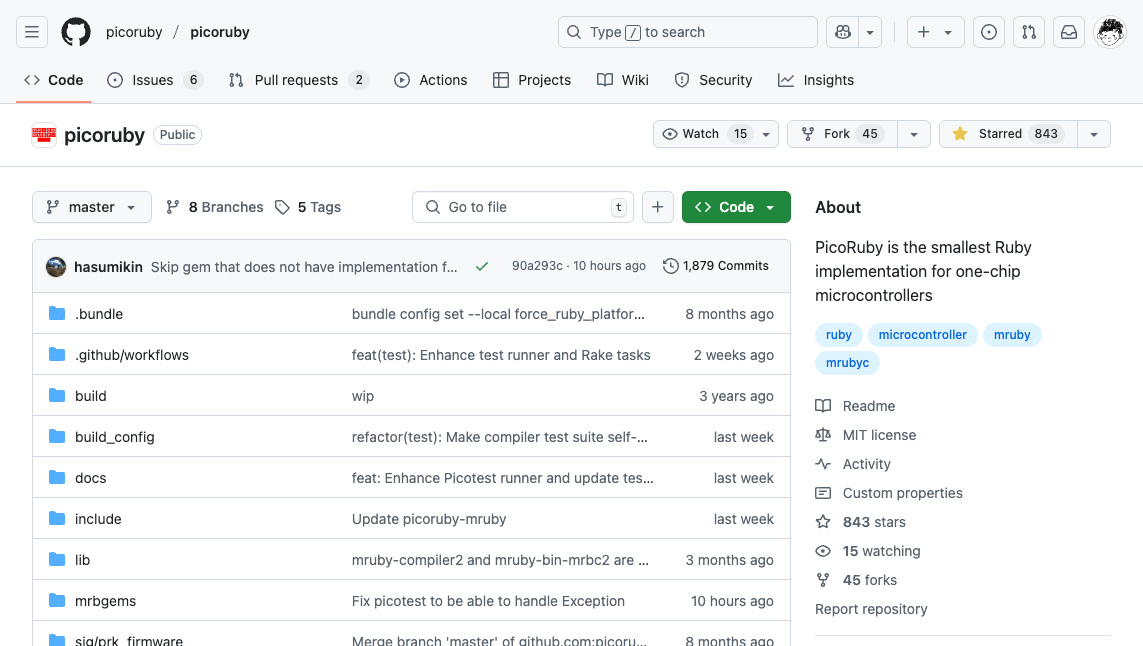 picoruby / picoruby
Type / to search
Code Issues 6 Pull requests 2 Actions Projects Wiki Security Insights
picoruby Public
Watch 15 Fork 45 Starred 843
master 8 Branches 5 Tags Go to file t Code
hasumikin Skip gem that does not have implementation f... 90a293c · 10 hours ago 1,879 Commits
.bundle bundle config set --local force_ruby_platfor... 8 months ago
.github/workflows feat(test): Enhance test runner and Rake tasks 2 weeks ago
build wip 3 years ago
build_config refactor(test): Make compiler test suite self-... last week
docs feat: Enhance Picotest runner and update tes... last week
include Update picoruby-mruby last week
lib mruby-compiler2 and mruby-bin-mrbc2 are ... 3 months ago
mrbgems Fix picotest to be able to handle Exception 10 hours ago
sig/prk_firmware Merge branch 'master' of github.com:picoru... 8 months ago
About
PicoRuby is the smallest Ruby
implementation for one-chip
microcontrollers
ruby microcontroller mruby
mrubyc
Readme
MIT license
Activity
Custom properties
843 stars
15 watching
45 forks
Report repository